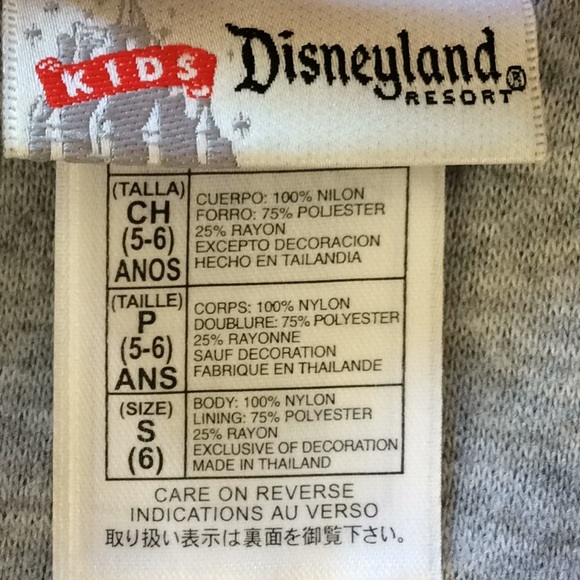 KIDS Disneyland®
RESORT
(TALLA)
CH
(5-6)
ANOS
CUERPO: 100% NILON
FORRO: 75% POLIESTER
25% RAYON
EXCEPTO DECORACION
HECHO EN TAILANDIA
(TAILLE)
P
(5-6)
ANS
CORPS: 100% NYLON
DOUBLURE: 75% POLYESTER
25% RAYONNE
SAUF DECORATION
FABRIQUE EN THAILANDE
(SIZE)
S
(6)
BODY: 100% NYLON
LINING: 75% POLYESTER
25% RAYON
EXCLUSIVE OF DECORATION
MADE IN THAILAND
CARE ON REVERSE
INDICATIONS AU VERSO
取り扱い表示は裏面を御覧下さい。